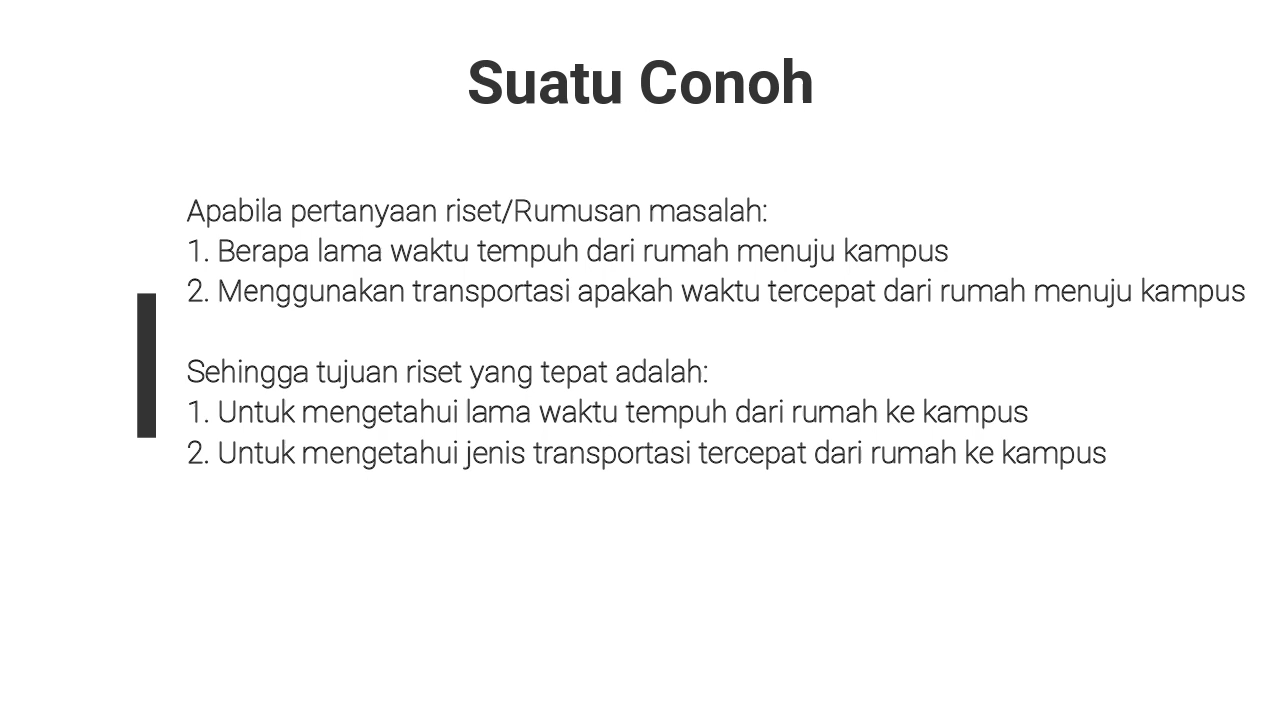 Suatu Conoh
Apabila pertanyaan riset/Rumusan masalah:
1. Berapa lama waktu tempuh dari rumah menuju kampus
2. Menggunakan transportasi apakah waktu tercepat dari rumah menuju kampus
Sehingga tujuan riset yang tepat adalah:
1. Untuk mengetahui lama waktu tempuh dari rumah ke kampus
2. Untuk mengetahui jenis transportasi tercepat dari rumah ke kampus